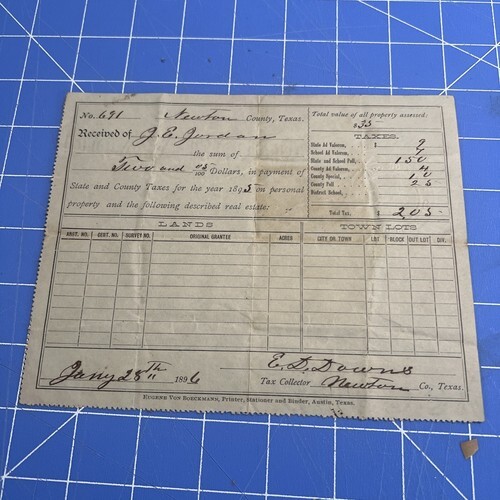 No. 691 Newton County, Texas.
Received of J. E. Jordan
the sum of
Two and 05/100 Dollars, in payment of
State and County Taxes for the year 1895 on personal
property and the following described real estate:
Total value of all property assessed.
$35
TAXES.
State Ad Valorem, $ 9
School Ad Valorem,
State and School Poll, 150
County Ad Valorem,
County Special, 10
County Poll 25
District School,
Total Tax 205
LANDS TOWN LOTS
ABST. NO. CERT. NO. SURVEY NO. ORIGINAL GRANTEE ACRES CITY OR TOWN LOT BLOCK OUT LOT DIV.
Jany 28th 1896 E. D. Downs
Tax Collector Newton Co., Texas.
EUGENE VON BOECKMANN, Printer, Stationer and Binder, Austin, Texas.